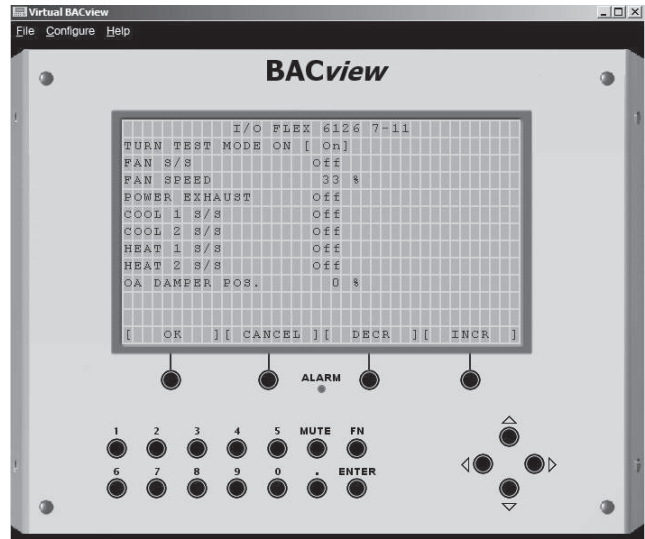 Virtual BACview
File Configure Help
BACview
I/O FLEX 6126 7-11
TURN TEST MODE ON [ On]
FAN S/S Off
FAN SPEED 33 %
POWER EXHAUST Off
COOL 1 S/S Off
COOL 2 S/S Off
HEAT 1 S/S Off
HEAT 2 S/S Off
OA DAMPER POS. 0 %
[ OK ][ CANCEL ][ DECR ][ INCR ]
ALARM
1 2 3 4 5 MUTE FN
6 7 8 9 0 . ENTER